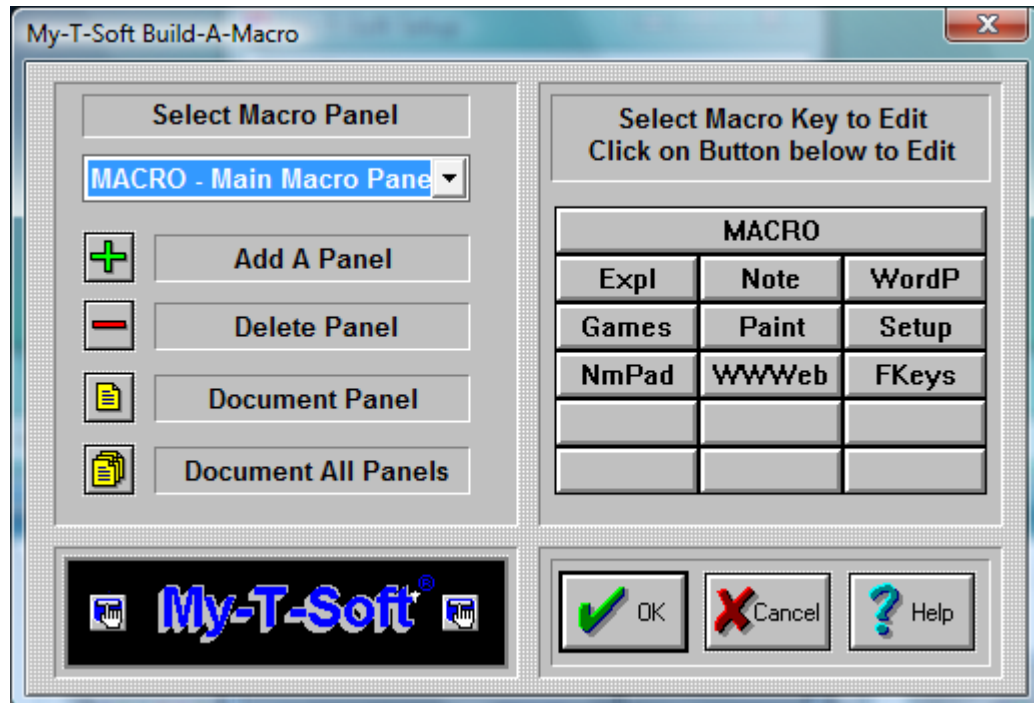 My-T-Soft Build-A-Macro
Select Macro Panel
MACRO - Main Macro Pane
Add A Panel
Delete Panel
Document Panel
Document All Panels
Select Macro Key to Edit
Click on Button below to Edit
MACRO
Expl Note WordP
Games Paint Setup
NmPad WWWeb FKeys
My-T-Soft®
OK Cancel Help